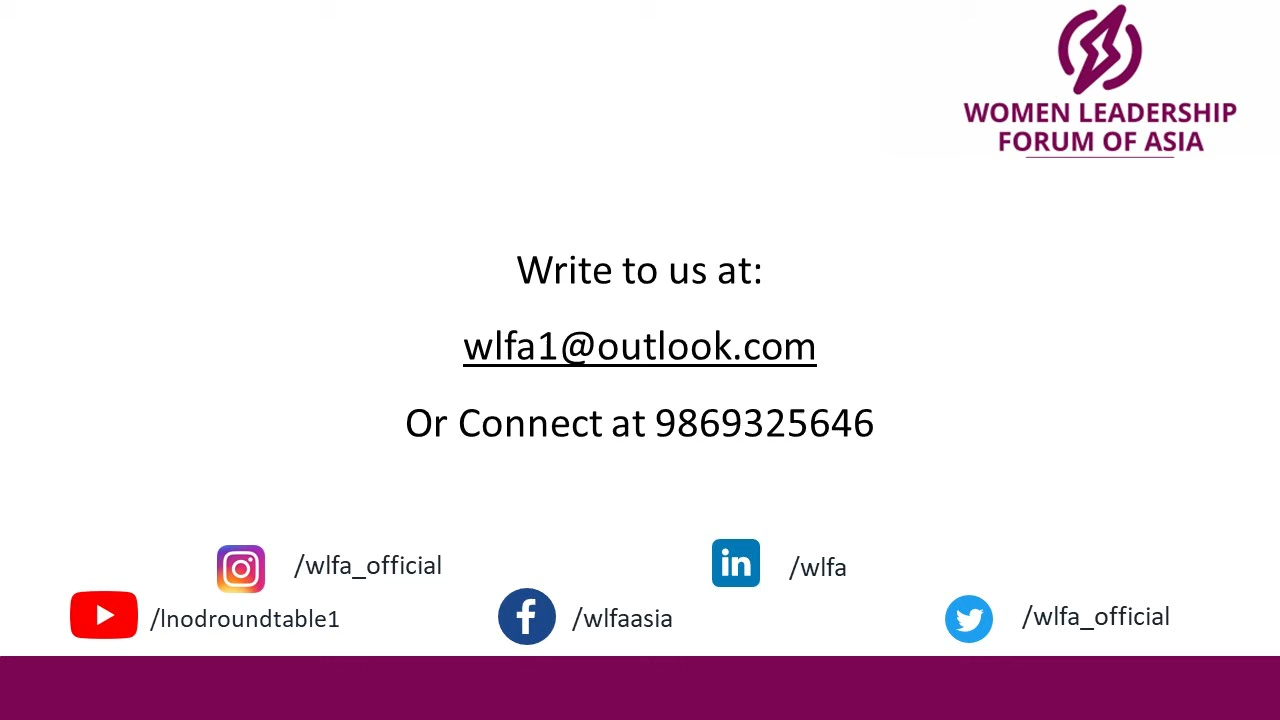 WOMEN LEADERSHIP
FORUM OF ASIA
Write to us at:
wlfa1@outlook.com
Or Connect at 9869325646
/wlfa_official
/wlfa
/lnodroundtable1
/wlfaasia
/wlfa_official